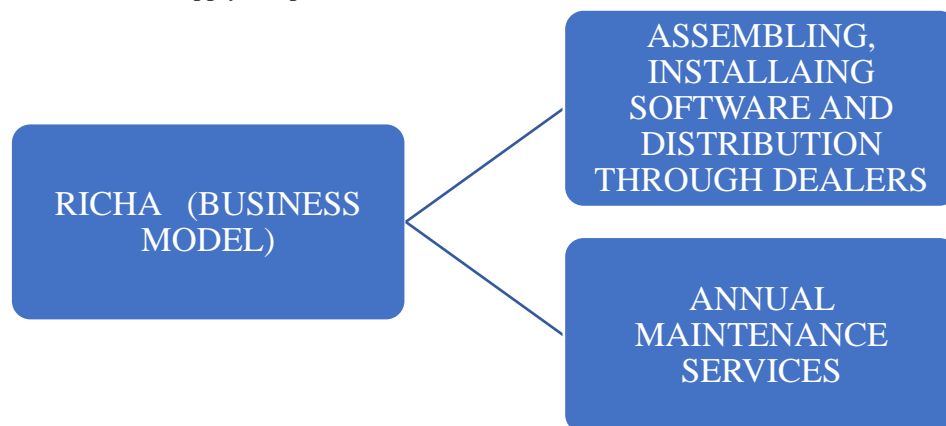 RICHA (BUSINESS
MODEL)
ASSEMBLING,
INSTALLAING
SOFTWARE AND
DISTRIBUTION
THROUGH DEALERS
ANNUAL
MAINTENANCE
SERVICES